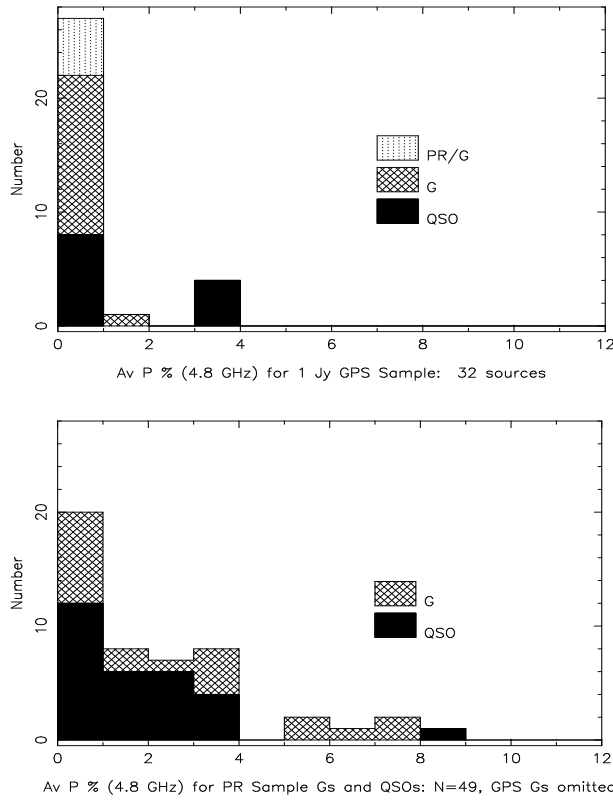 20
10
0
Number
PR/G
G
QSO
0 2 4 6 8 10 12
Av P % (4.8 GHz) for 1 Jy GPS Sample: 32 sources
20
10
0
Number
G
QSO
0 2 4 6 8 10 12
Av P % (4.8 GHz) for PR Sample Gs and QSOs: N=49, GPS Gs omitted